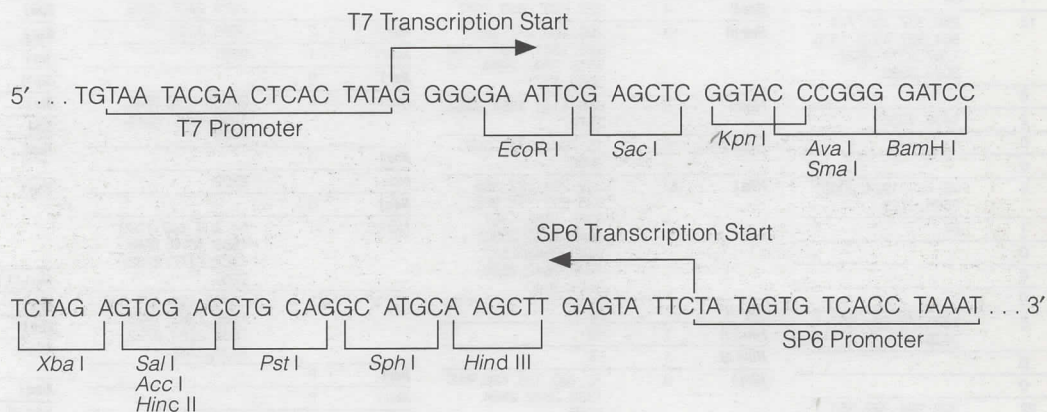 T7 Transcription Start
5′ . . . TGTAA TACGA CTCAC TATAG GGCGA ATTCG AGCTC GGTAC CCGGG GATCC
T7 Promoter
EcoR I Sac I Kpn I Ava I BamH I
Sma I
SP6 Transcription Start
TCTAGA AGTCG ACCTG CAGGC ATGCA AGCTT GAGTA TTCTA TAGTG TCACC TAAAT . . . 3′
Xba I Sal I Pst I Sph I Hind III SP6 Promoter
Acc I
Hinc II